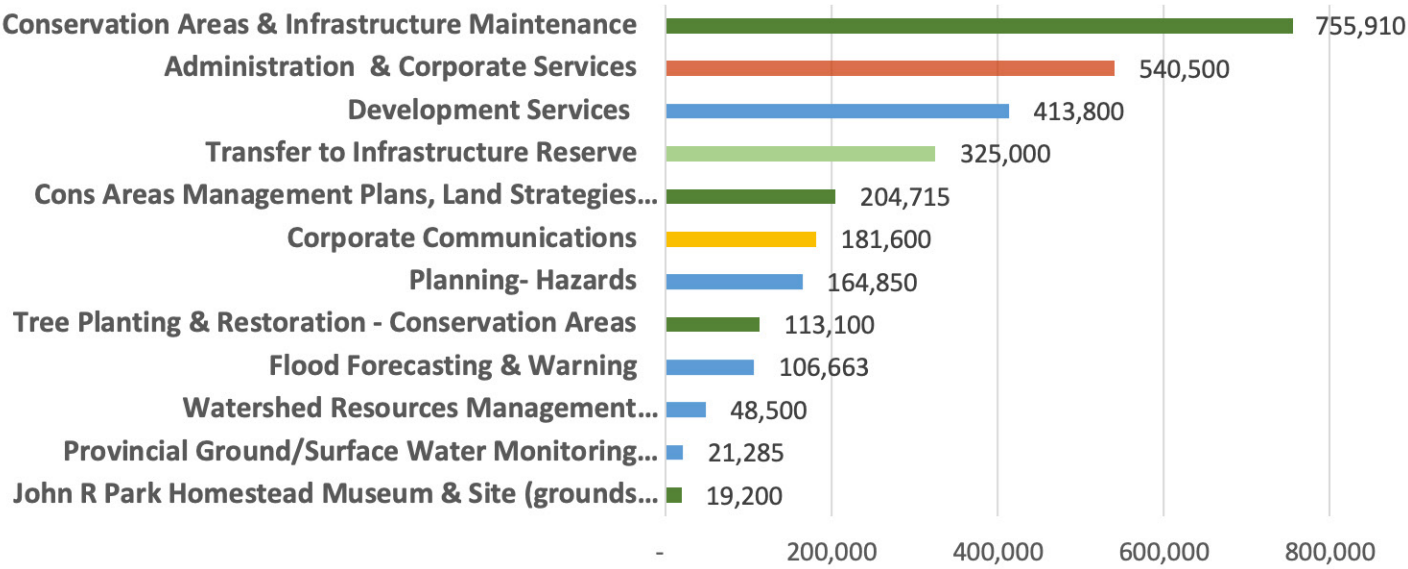 Conservation Areas & Infrastructure Maintenance 755,910
Administration & Corporate Services 540,500
Development Services 413,800
Transfer to Infrastructure Reserve 325,000
Cons Areas Management Plans, Land Strategies... 204,715
Corporate Communications 181,600
Planning- Hazards 164,850
Tree Planting & Restoration - Conservation Areas 113,100
Flood Forecasting & Warning 106,663
Watershed Resources Management... 48,500
Provincial Ground/Surface Water Monitoring... 21,285
John R Park Homestead Museum & Site (grounds... 19,200
- 200,000 400,000 600,000 800,000